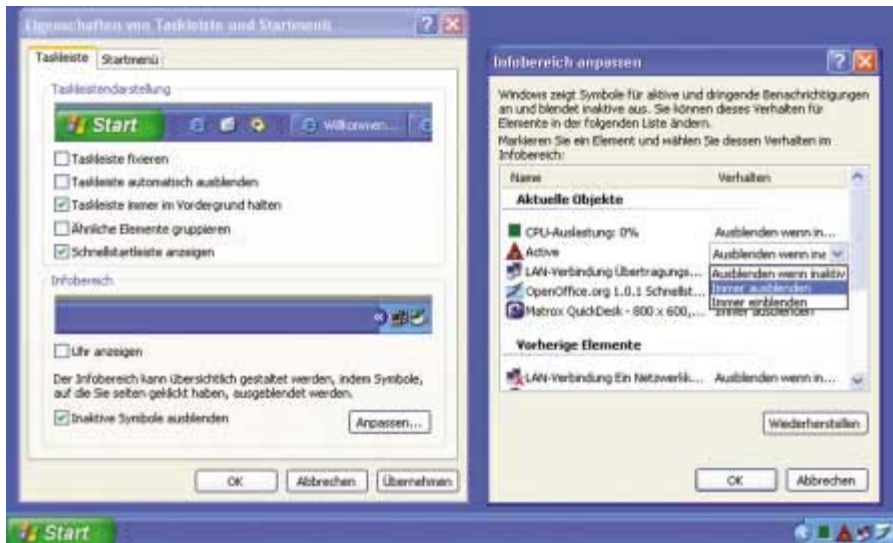 Eigenschaften von Taskleiste und Startmenü
Taskleiste
Startmenü
Taskleistendarstellung
Start
Willkommen...
Taskleiste fixieren
Taskleiste automatisch ausblenden
Taskleiste immer im Vordergrund halten
Ähnliche Elemente gruppieren
Schnellstartleiste anzeigen
Infobereich
Uhr anzeigen
Der Infobereich kann übersichtlich gestaltet werden, indem Symbole,
auf die Sie selten geklickt haben, ausgeblendet werden.
Inaktive Symbole ausblenden
Anpassen...
OK
Abbrechen
Übernehmen
Infobereich anpassen
Windows zeigt Symbole für aktive und dringende Benachrichtigungen
an und blendet inaktive aus. Sie können dieses Verhalten für
Elemente in der folgenden Liste ändern.
Markieren Sie ein Element und wählen Sie dessen Verhalten im
Infobereich:
Name Verhalten
Aktuelle Objekte
CPU-Auslastung: 0% Ausblenden wenn in...
Active Ausblenden wenn ina
LAN-Verbindung Übertragungs... Ausblenden wenn inaktiv
Immer ausblenden
OpenOffice.org 1.0.1 Schnellst...
Immer einblenden
Matrox QuickDesk - 800 x 600,... Immer ausblenden
Vorherige Elemente
LAN-Verbindung Ein Netzwerkk... Ausblenden wenn in...
Wiederherstellen
OK
Abbrechen
Start